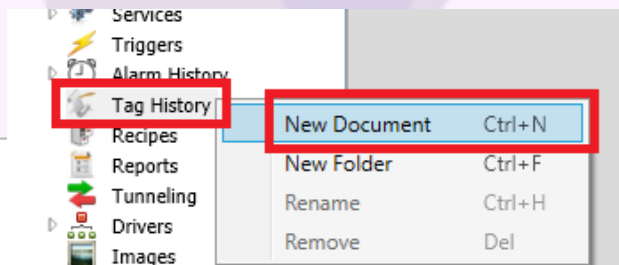 Services
Triggers
Alarm History
Tag History
New Document Ctrl+N
Recipes
New Folder Ctrl+F
Reports
Rename Ctrl+H
Tunneling
Remove Del
Drivers
Images